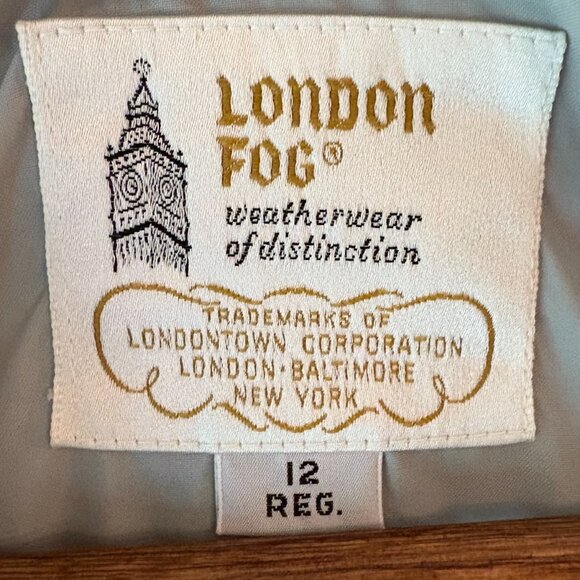 LONDON
FOG®
weatherwear
of distinction
TRADEMARKS OF
LONDONTOWN CORPORATION
LONDON·BALTIMORE
NEW YORK
12
REG.